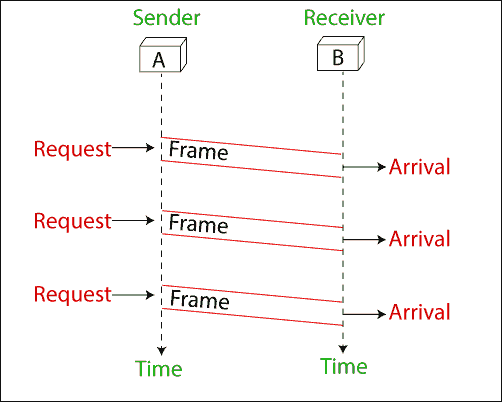 Sender Receiver
A B
Request Frame Arrival
Request Frame Arrival
Request Frame Arrival
Time Time